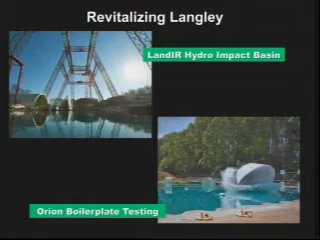 Revitalizing Langley
LandIR Hydro Impact Basin
Orion Boilerplate Testing